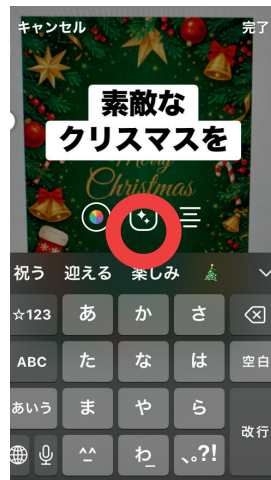 キャンセル 完了
素敵な
クリスマスを
Merry
Christmas
祝う 迎える 楽しみ
☆123 あ か さ
ABC た な は 空白
あいう ま や ら
改行
^^ わ_ 、。?!